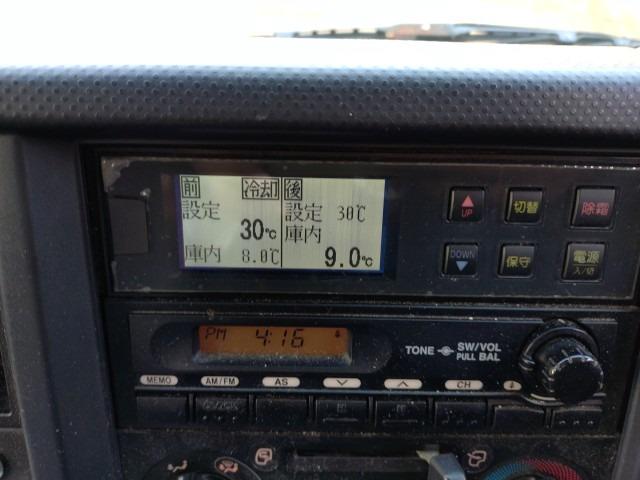 前 冷却 後
設定 設定 30℃
30℃ 庫内
庫内 8.0℃ 9.0℃
UP 切替 除霜
DOWN 保守 電源
入/切
PM 4:16
TONE SW/VOL
PULL BAL
MEMO AM/FM AS CH